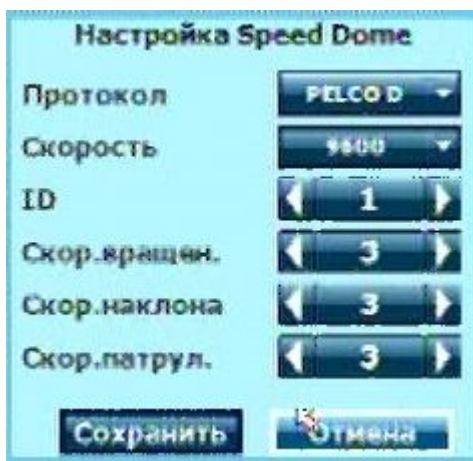 Настройка Speed Dome
Протокол PELCO D
Скорость 9600
ID 1
Скор.вращен. 3
Скор.наклона 3
Скор.патрул. 3
Сохранить Отмена